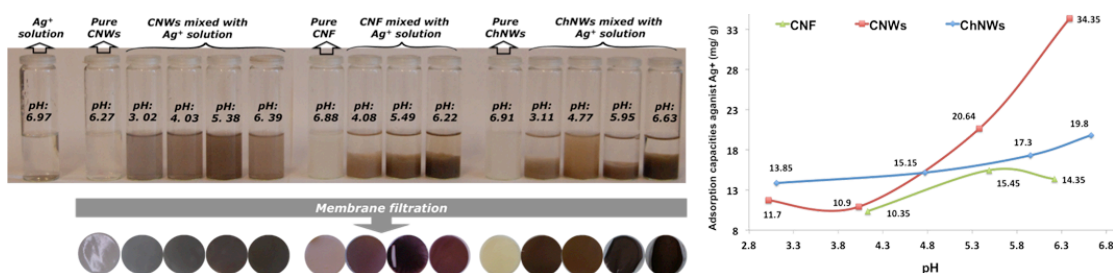 Ag⁺ solution
Pure CNWs
CNWs mixed with Ag⁺ solution
Pure CNF
CNF mixed with Ag⁺ solution
Pure ChNWs
ChNWs mixed with Ag⁺ solution
pH: 6.97
pH: 6.27
pH: 3. 02
pH: 4. 03
pH: 5. 38
pH: 6. 39
pH: 6.88
pH: 4.08
pH: 5.49
pH: 6.22
pH: 6.91
pH: 3.11
pH: 4.77
pH: 5.95
pH: 6.63
Membrane filtration
CNF
CNWs
ChNWs
Adsorption capacities aganist Ag+ (mg/ g)
33
28
23
18
13
8
34.35
20.64
19.8
17.3
15.15
13.85
15.45
14.35
11.7
10.9
10.35
2.8
3.3
3.8
4.3
4.8
5.3
5.8
6.3
6.8
pH